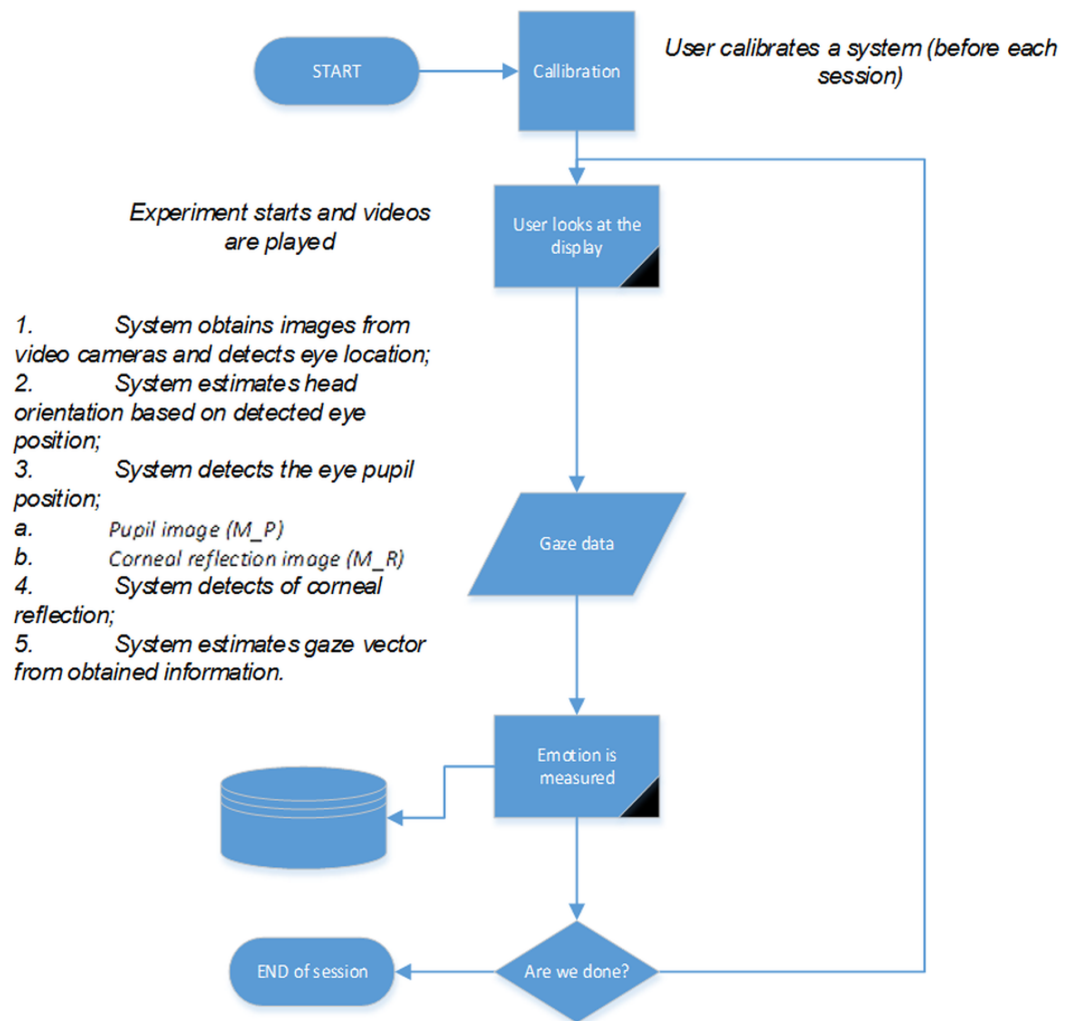 START
Callibration
User calibrates a system (before each
session)
Experiment starts and videos
are played
User looks at the
display
1. System obtains images from
video cameras and detects eye location;
2. System estimates head
orientation based on detected eye
position;
3. System detects the eye pupil
position;
a. Pupil image (M_P)
b. Corneal reflection image (M_R)
4. System detects of corneal
reflection;
5. System estimates gaze vector
from obtained information.
Gaze data
Emotion is
measured
Are we done?
END of session